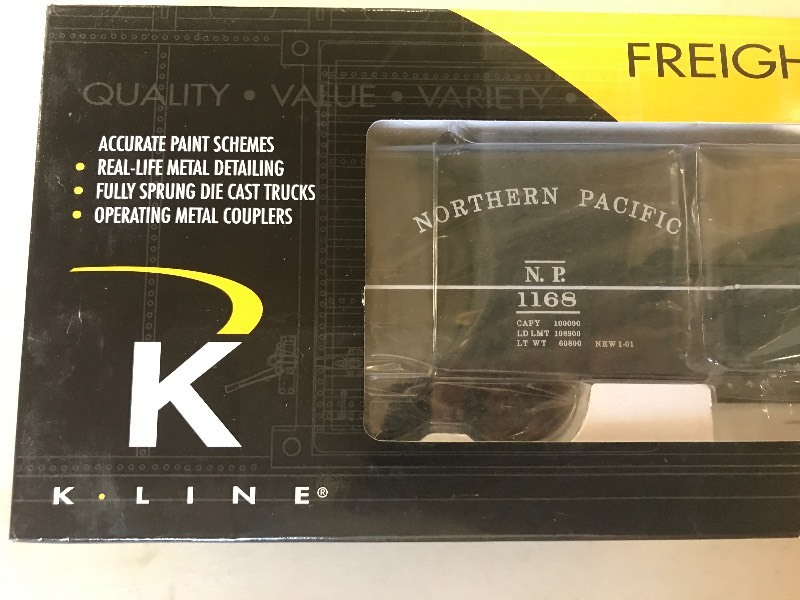 FREIGH
QUALITY • VALUE • VARIETY •
ACCURATE PAINT SCHEMES
• REAL-LIFE METAL DETAILING
• FULLY SPRUNG DIE CAST TRUCKS
• OPERATING METAL COUPLERS
NORTHERN PACIFIC
N.P.
1168
CAPY 100000
LD LMT 108900
LT WT 60800 NEW 1-01
K
K • LINE®